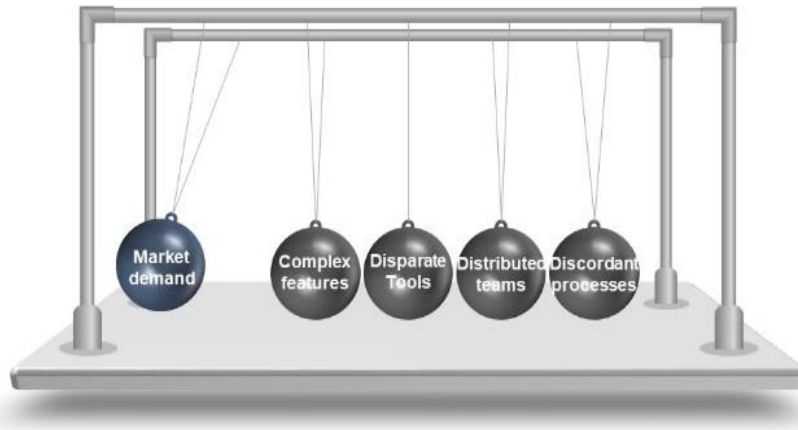 Market
demand
Complex
features
Disparate
Tools
Distributed
teams
Discordant
processes